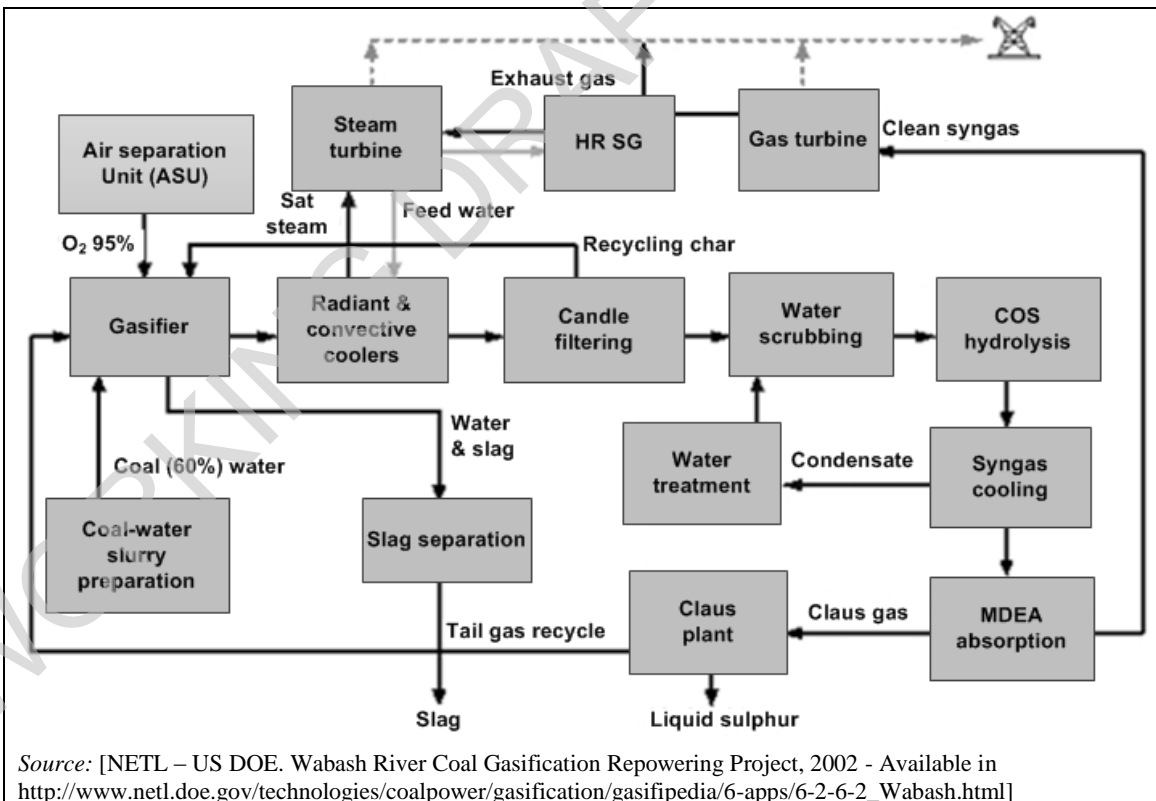 Exhaust gas
Steam
turbine
HR SG
Gas turbine
Clean syngas
Air separation
Unit (ASU)
Sat
steam
Feed water
O2 95%
Recycling char
Gasifier
Radiant &
convective
coolers
Candle
filtering
Water
scrubbing
COS
hydrolysis
Water
& slag
Coal (60%) water
Water
treatment
Condensate
Syngas
cooling
Coal-water
slurry
preparation
Slag separation
Claus
plant
Claus gas
MDEA
absorption
Tail gas recycle
Slag
Liquid sulphur
WORKING DRAF
Source: [NETL – US DOE. Wabash River Coal Gasification Repowering Project, 2002 - Available in
http://www.netl.doe.gov/technologies/coalpower/gasification/gasifipedia/6-apps/6-2-6-2_Wabash.html]